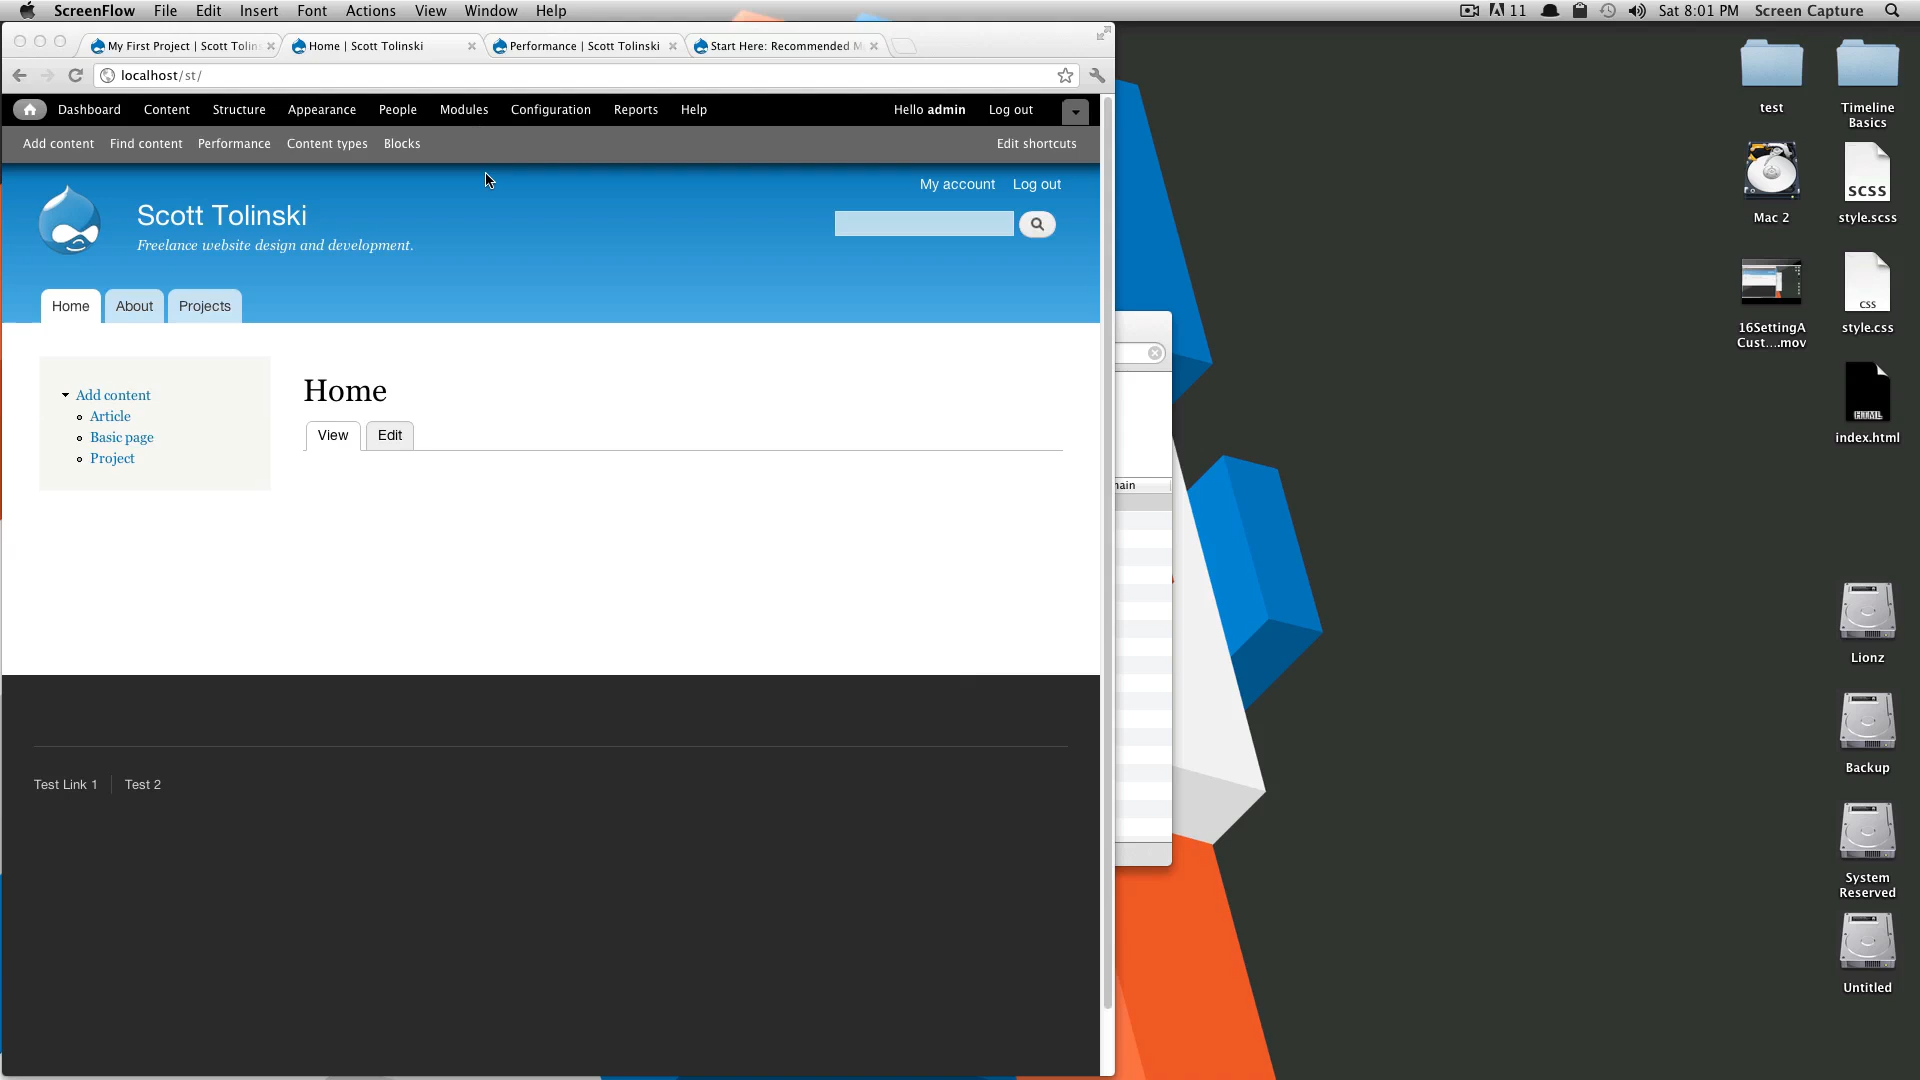 ScreenFlow File Edit Insert Font Actions View Window Help
11 Sat 8:01 PM Screen Capture
My First Project | Scott Tolins
Home | Scott Tolinski
Performance | Scott Tolinski
Start Here: Recommended M
localhost/st/
Dashboard Content Structure Appearance People Modules Configuration Reports Help
Hello admin Log out
Add content Find content Performance Content types Blocks
Edit shortcuts
My account Log out
Scott Tolinski
Freelance website design and development.
Home About Projects
Add content
Article
Basic page
Project
Home
View Edit
Test Link 1 Test 2
main
test
Timeline
Basics
Mac 2
SCSS
style.scss
16SettingA
Cust....mov
css
style.css
HTML
index.html
Lionz
Backup
System
Reserved
Untitled